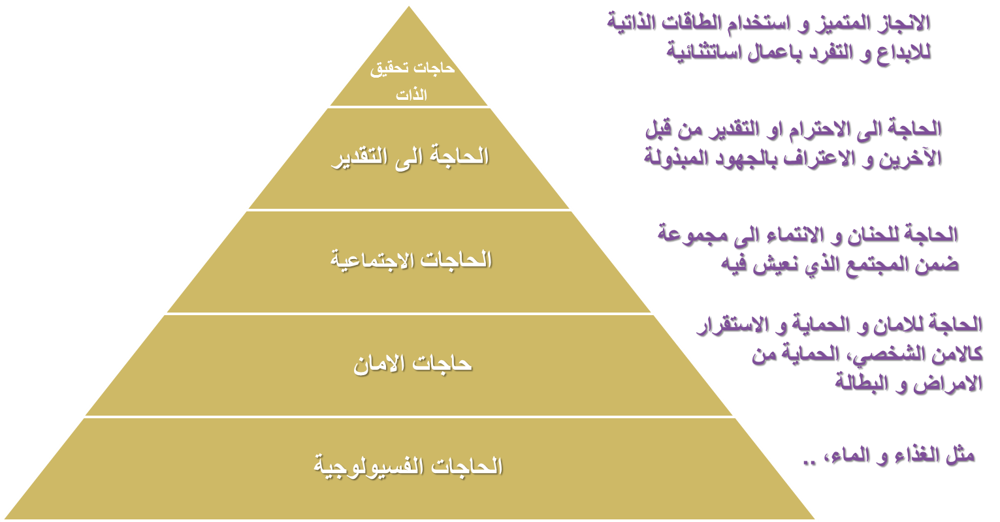 حاجات تحقيق
الذات
الانجاز المتميز و استخدام الطاقات الذاتية
للابداع و التفرد باعمال اساتثنائية
الحاجة الى التقدير
الحاجة الى الاحترام او التقدير من قبل
الآخرين و الاعتراف بالجهود المبذولة
الحاجات الاجتماعية
الحاجة للحنان و الانتماء الى مجموعة
ضمن المجتمع الذي نعيش فيه
حاجات الامان
الحاجة للامان و الحماية و الاستقرار
كالامن الشخصي، الحماية من
الامراض و البطالة
الحاجات الفسيولوجية
مثل الغذاء و الماء، ..